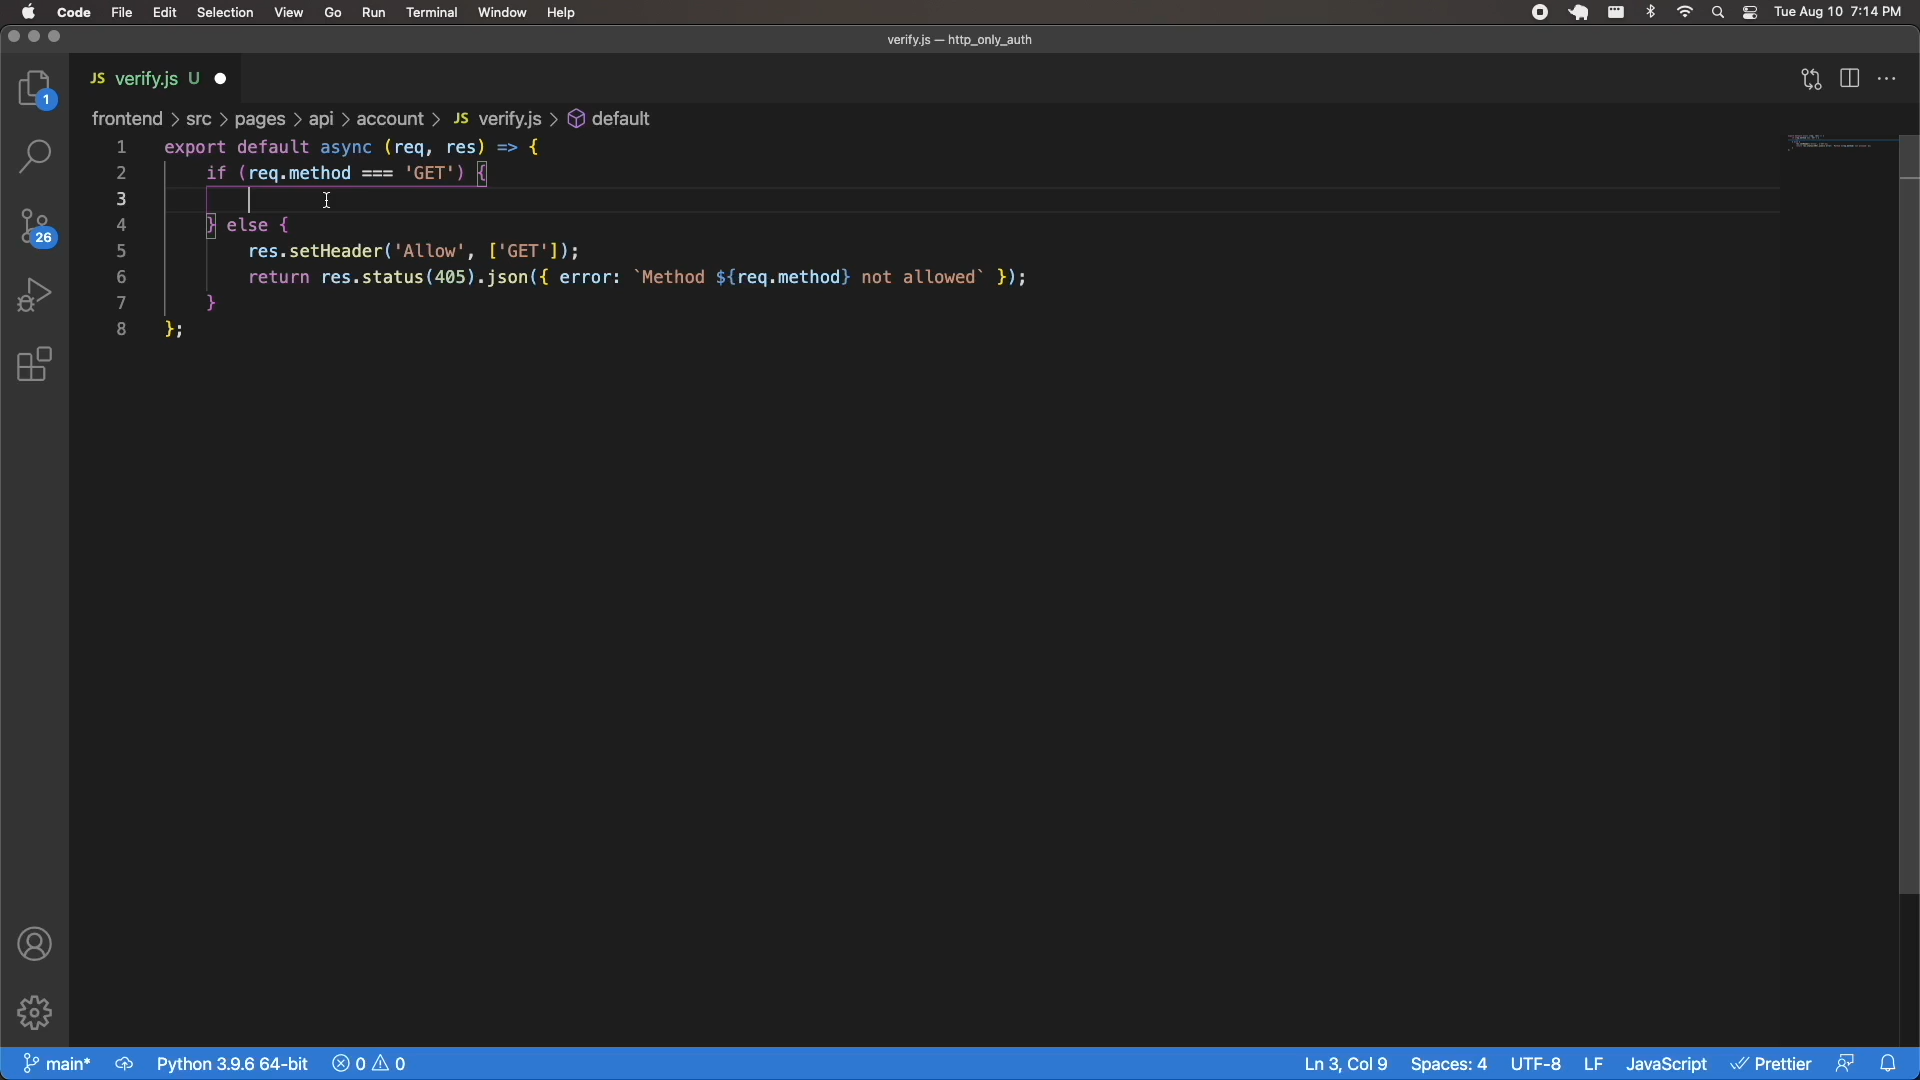 Code File Edit Selection View Go Run Terminal Window Help Tue Aug 10 7:14 PM
verify.js — http_only_auth
JS verify.js U
1
frontend > src > pages > api > account > JS verify.js > default
1 export default async (req, res) => {
2 if (req.method === 'GET') {
3
4 } else {
5 res.setHeader('Allow', ['GET']);
6 return res.status(405).json({ error: `Method ${req.method} not allowed` });
7 }
8 };
26
main* Python 3.9.6 64-bit 0 0 Ln 3, Col 9 Spaces: 4 UTF-8 LF JavaScript Prettier